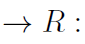 → R :